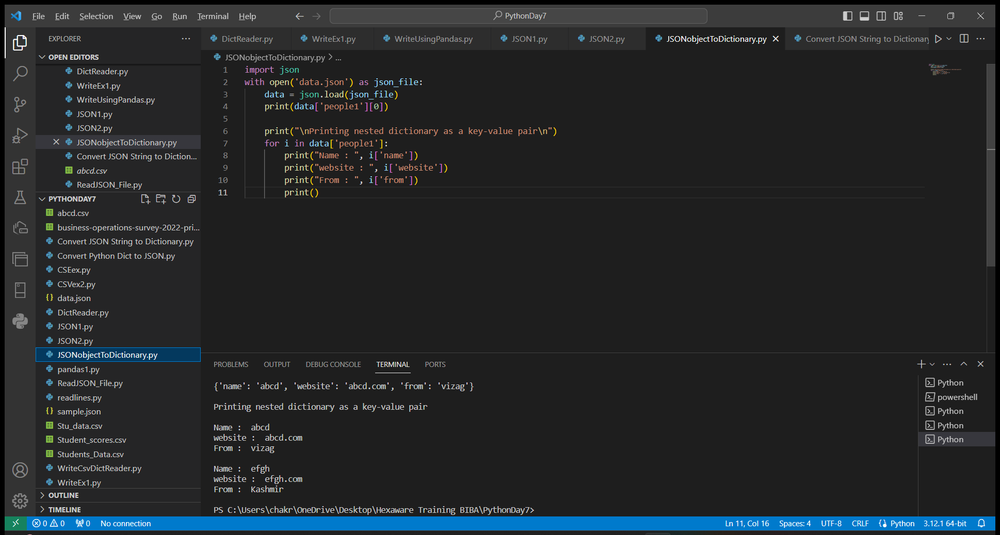 File Edit Selection View Go Run Terminal Help
PythonDay7
EXPLORER
OPEN EDITORS
DictReader.py
WriteEx1.py
WriteUsingPandas.py
JSON1.py
JSON2.py
JSONobjectToDictionary.py
Convert JSON String to Diction...
abcd.csv
ReadJSON_File.py
PYTHONDAY7
abcd.csv
business-operations-survey-2022-pri...
Convert JSON String to Dictionary.py
Convert Python Dict to JSON.py
CSEex.py
CSVex2.py
data.json
DictReader.py
JSON1.py
JSON2.py
JSONobjectToDictionary.py
pandas1.py
ReadJSON_File.py
readlines.py
sample.json
Stu_data.csv
Student_scores.csv
Students_Data.csv
WriteCsvDictReader.py
WriteEx1.py
OUTLINE
TIMELINE
DictReader.py WriteEx1.py WriteUsingPandas.py JSON1.py JSON2.py JSONobjectToDictionary.py Convert JSON String to Dictionary
JSONobjectToDictionary.py > ...
1 import json
2 with open('data.json') as json_file:
3 data = json.load(json_file)
4 print(data['people1'][0])
5
6 print("\nPrinting nested dictionary as a key-value pair\n")
7 for i in data['people1']:
8 print("Name : ", i['name'])
9 print("website : ", i['website'])
10 print("From : ", i['from'])
11 print()
PROBLEMS OUTPUT DEBUG CONSOLE TERMINAL PORTS
{'name': 'abcd', 'website': 'abcd.com', 'from': 'vizag'}
Printing nested dictionary as a key-value pair
Name :  abcd
website :  abcd.com
From :  vizag
Name :  efgh
website :  efgh.com
From :  Kashmir
PS C:\Users\chakr\OneDrive\Desktop\Hexaware Training BIBA\PythonDay7>
Python
powershell
Python
Python
Python
0 0 0 No connection
Ln 11, Col 16 Spaces: 4 UTF-8 CRLF Python 3.12.1 64-bit